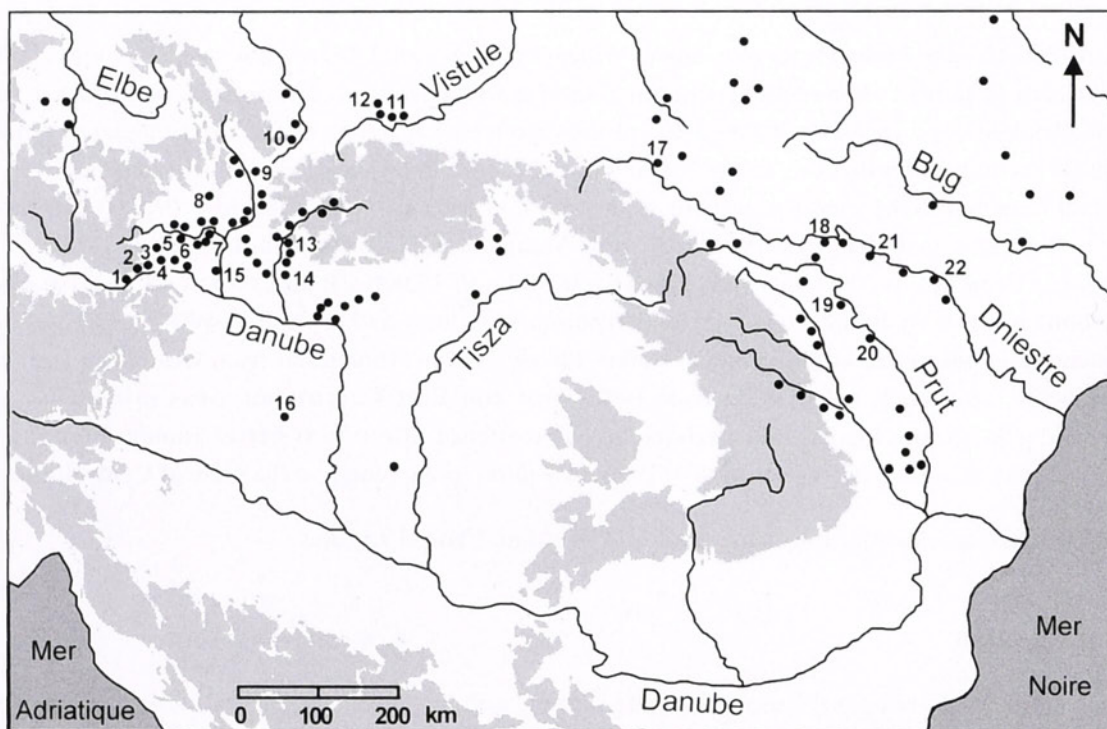 N
Elbe
Vistule
12 11
10
17
9
Bug
8
18
21
13
3 5 6 7
2
1 4 15 14
22
19
Danube
Tisza
20
Dniestre
Prut
16
Mer
Adriatique
Mer
Noire
Danube
0 100 200
km